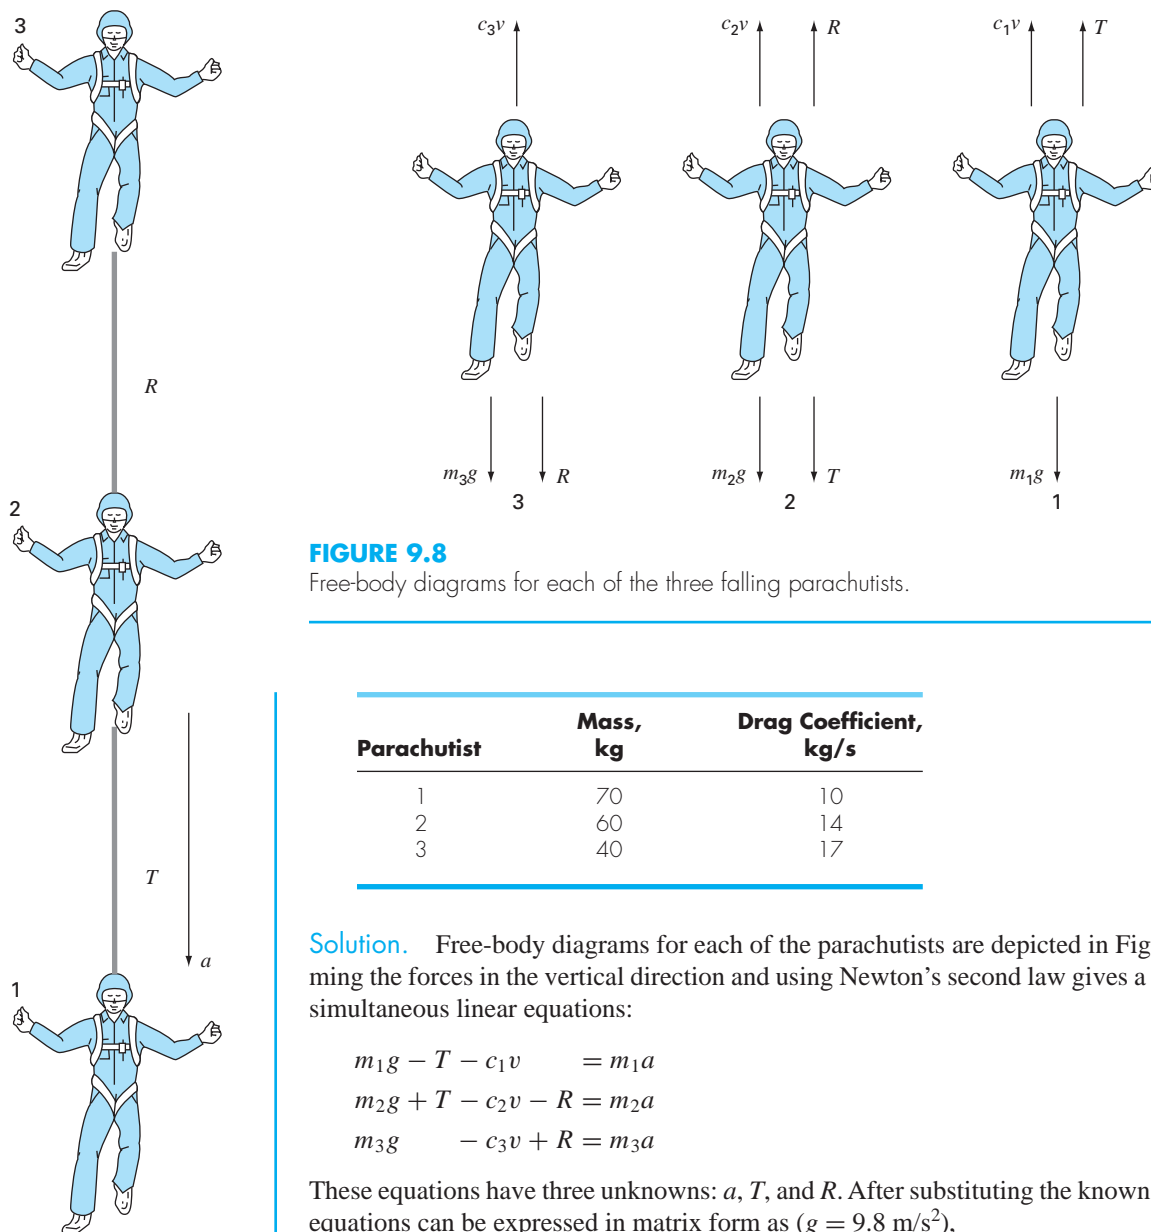 3
R
2
T
a
1
c₃v
m₃g R
3
c₂v R
m₂g T
2
c₁v T
m₁g
1
FIGURE 9.8
Free-body diagrams for each of the three falling parachutists.
Parachutist Mass, kg Drag Coefficient, kg/s
1 70 10
2 60 14
3 40 17
Solution. Free-body diagrams for each of the parachutists are depicted in Fig
ming the forces in the vertical direction and using Newton's second law gives a
simultaneous linear equations:
m₁g − T − c₁v = m₁a
m₂g + T − c₂v − R = m₂a
m₃g − c₃v + R = m₃a
These equations have three unknowns: a, T, and R. After substituting the known
equations can be expressed in matrix form as (g = 9.8 m/s²),